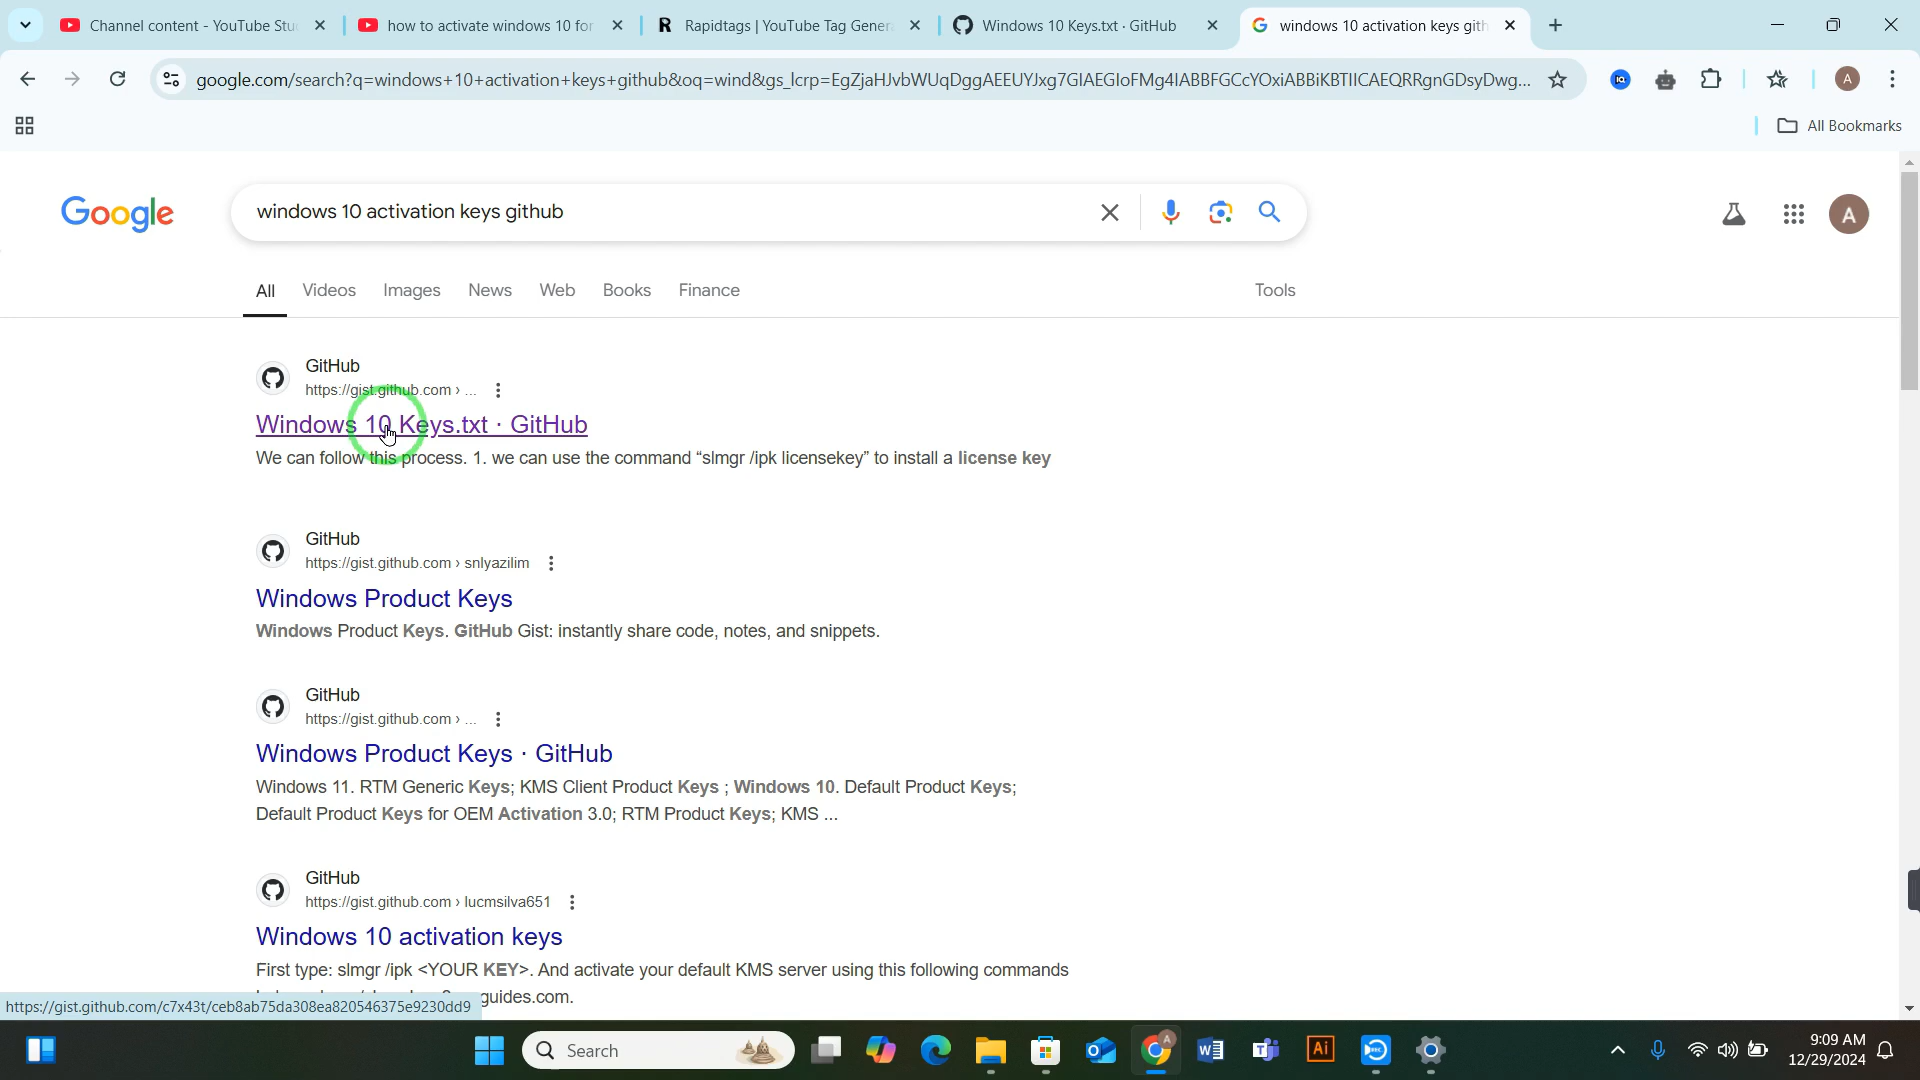 Channel content - YouTube Stu
how to activate windows 10 for
Rapidtags | YouTube Tag Genera
Windows 10 Keys.txt · GitHub
windows 10 activation keys gith
google.com/search?q=windows+10+activation+keys+github&oq=wind&gs_lcrp=EgZjaHJvbWUqDggAEEUYJxg7GIAEGIoFMg4IABBFGCcYOxiABBiKBTIICAEQRRgnGDsyDwg...
A
All Bookmarks
Google
windows 10 activation keys github
A
All
Videos
Images
News
Web
Books
Finance
Tools
GitHub
https://gist.github.com › ...
Windows 10 Keys.txt · GitHub
We can follow this process. 1. we can use the command “slmgr /ipk licensekey” to install a license key
GitHub
https://gist.github.com › snlyazilim
Windows Product Keys
Windows Product Keys. GitHub Gist: instantly share code, notes, and snippets.
GitHub
https://gist.github.com › ...
Windows Product Keys · GitHub
Windows 11. RTM Generic Keys; KMS Client Product Keys ; Windows 10. Default Product Keys;
Default Product Keys for OEM Activation 3.0; RTM Product Keys; KMS ...
GitHub
https://gist.github.com › lucmsilva651
Windows 10 activation keys
First type: slmgr /ipk <YOUR KEY>. And activate your default KMS server using this following commands
guides.com.
https://gist.github.com/c7x43t/ceb8ab75da308ea820546375e9230dd9
Search
A
Ai
REC
9:09 AM
12/29/2024